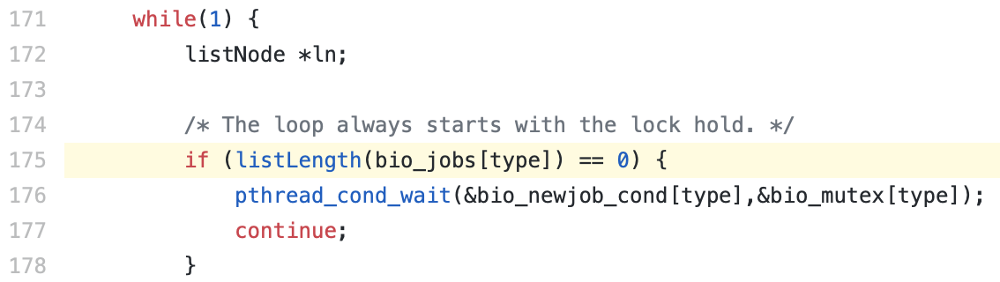 171 while(1) {
172 listNode *ln;
173
174 /* The loop always starts with the lock hold. */
175 if (listLength(bio_jobs[type]) == 0) {
176 pthread_cond_wait(&bio_newjob_cond[type],&bio_mutex[type]);
177 continue;
178 }